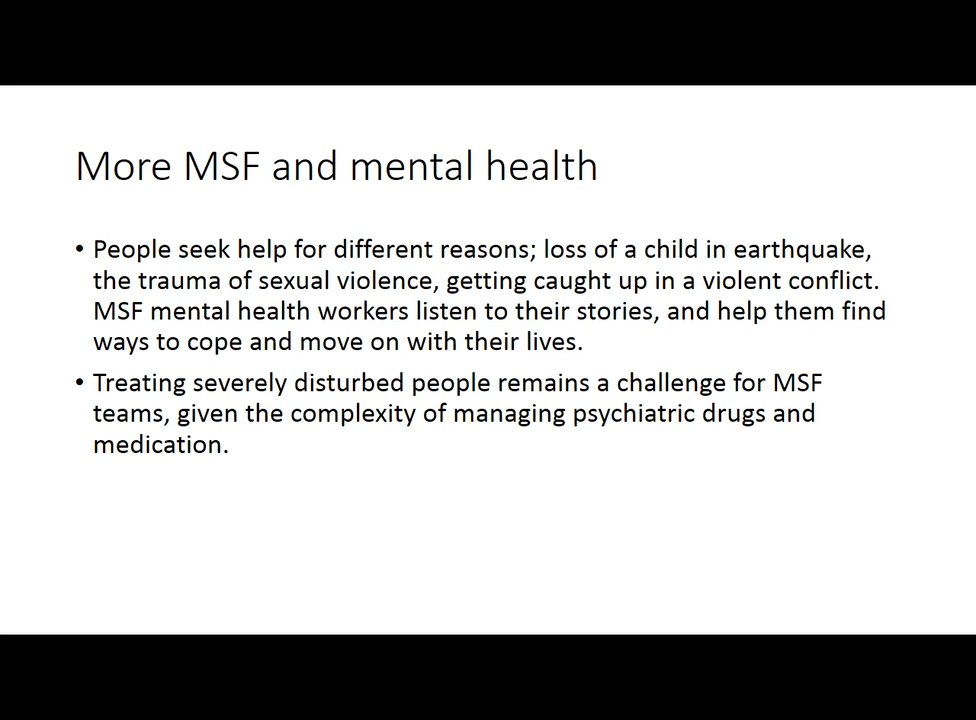 More MSF and mental health
• People seek help for different reasons; loss of a child in earthquake,
the trauma of sexual violence, getting caught up in a violent conflict.
MSF mental health workers listen to their stories, and help them find
ways to cope and move on with their lives.
• Treating severely disturbed people remains a challenge for MSF
teams, given the complexity of managing psychiatric drugs and
medication.